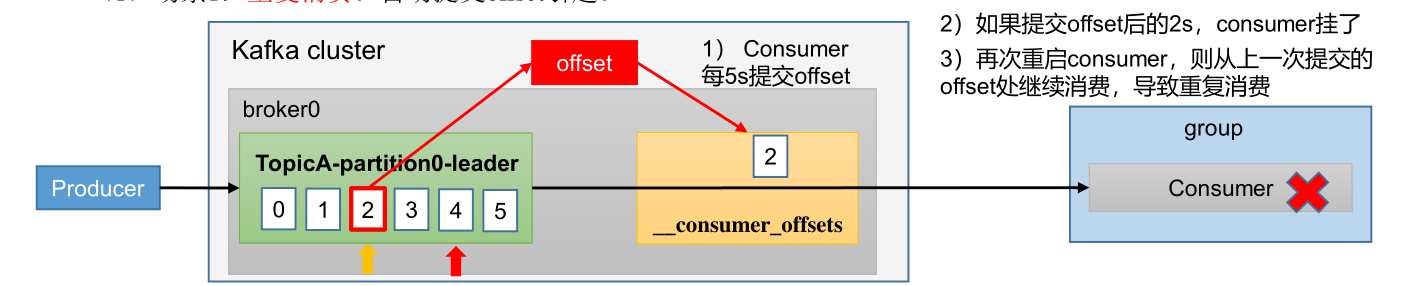 Kafka cluster
offset
1） Consumer
每5s提交offset
2）如果提交offset后的2s，consumer挂了
3）再次重启consumer，则从上一次提交的
offset处继续消费，导致重复消费
broker0
group
TopicA-partition0-leader
2
Producer
Consumer
0 1 2 3 4 5
__consumer_offsets